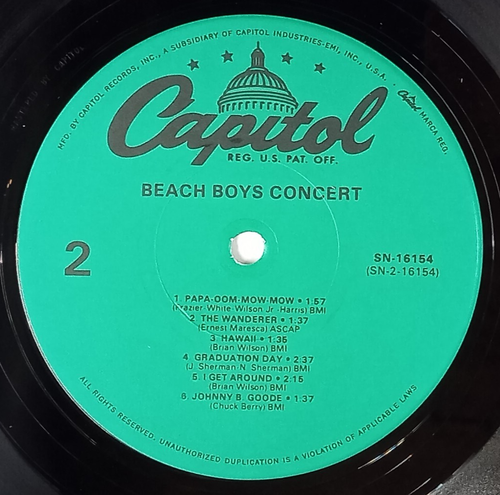 MFD. BY CAPITOL RECORDS, INC., A SUBSIDIARY OF CAPITOL INDUSTRIES-EMI, INC., U.S.A.
Capitol MARCA REG.
Capitol
REG. U.S. PAT. OFF.
BEACH BOYS CONCERT
2
SN-16154
(SN-2-16154)
1 PAPA-OOM-MOW-MOW • 1:57
(Frazier-White-Wilson Jr.-Harris) BMI
2. THE WANDERER • 1:37
(Ernest Maresca) ASCAP
3 HAWAII • 1:35
(Brian Wilson) BMI
4. GRADUATION DAY • 2:37
(J. Sherman-N. Sherman) BMI
5. I GET AROUND • 2:15
(Brian Wilson) BMI
6 JOHNNY B. GOODE • 1:37
(Chuck Berry) BMI
ALL RIGHTS RESERVED. UNAUTHORIZED DUPLICATION IS A VIOLATION OF APPLICABLE LAWS